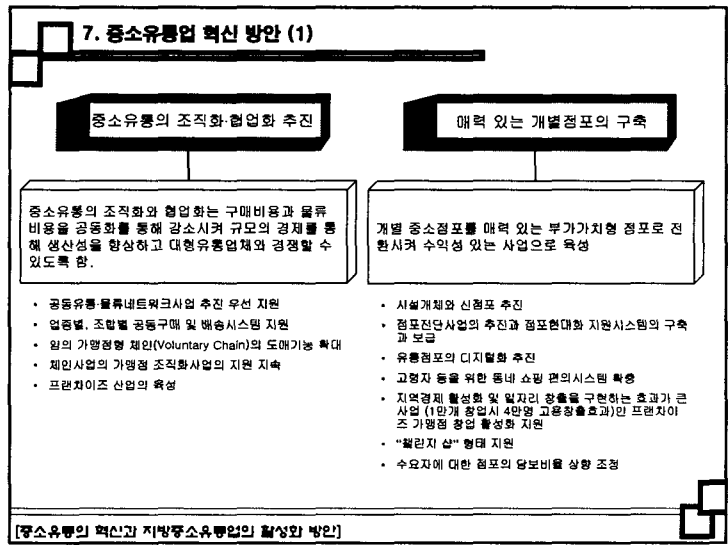 7.중소유통업 혁신 방안 (1)
중소유통의 조직화·협업화 추진
중소유통의 조직화와 협업화는 구매비용과 물류
비용을 공동화를 통해 감소시켜 규모의 경제를 통
해 생산성을 향상하고 대형유통업체와 경쟁할 수
있도록 함.
• 공동유통·물류네트워크사업 추진 우선 지원
• 업종별, 조합별 공동구매 및 배송시스템 지원
• 임의 가맹점형 체인(Voluntary Chain)의 도매기능 확대
• 체인사업의 가맹점 조직화사업의 지원 지속
• 프랜차이즈 산업의 육성
매력 있는 개별점포의 구축
개별 중소점포를 매력 있는 부가가치형 점포로 전
환시켜 수익성 있는 사업으로 육성
• 시설개체와 신점포 추진
• 점포진단사업의 추진과 점포현대화 지원시스템의 구축
과 보급
• 유통점포의 디지털화 추진
• 고령자 등을 위한 동네 쇼핑 편의시스템 확충
• 지역경제 활성화 및 일자리 창출을 구현하는 효과가 큰
사업 (1만개 창업시 4만명 고용창출효과)인 프랜차이
즈 가맹점 창업 활성화 지원
• "챌린지 샵" 형태 지원
• 수요자에 대한 점포의 담보비율 상향 조정
[중소유통의 혁신과 지방중소유통업의 활성화 방안]